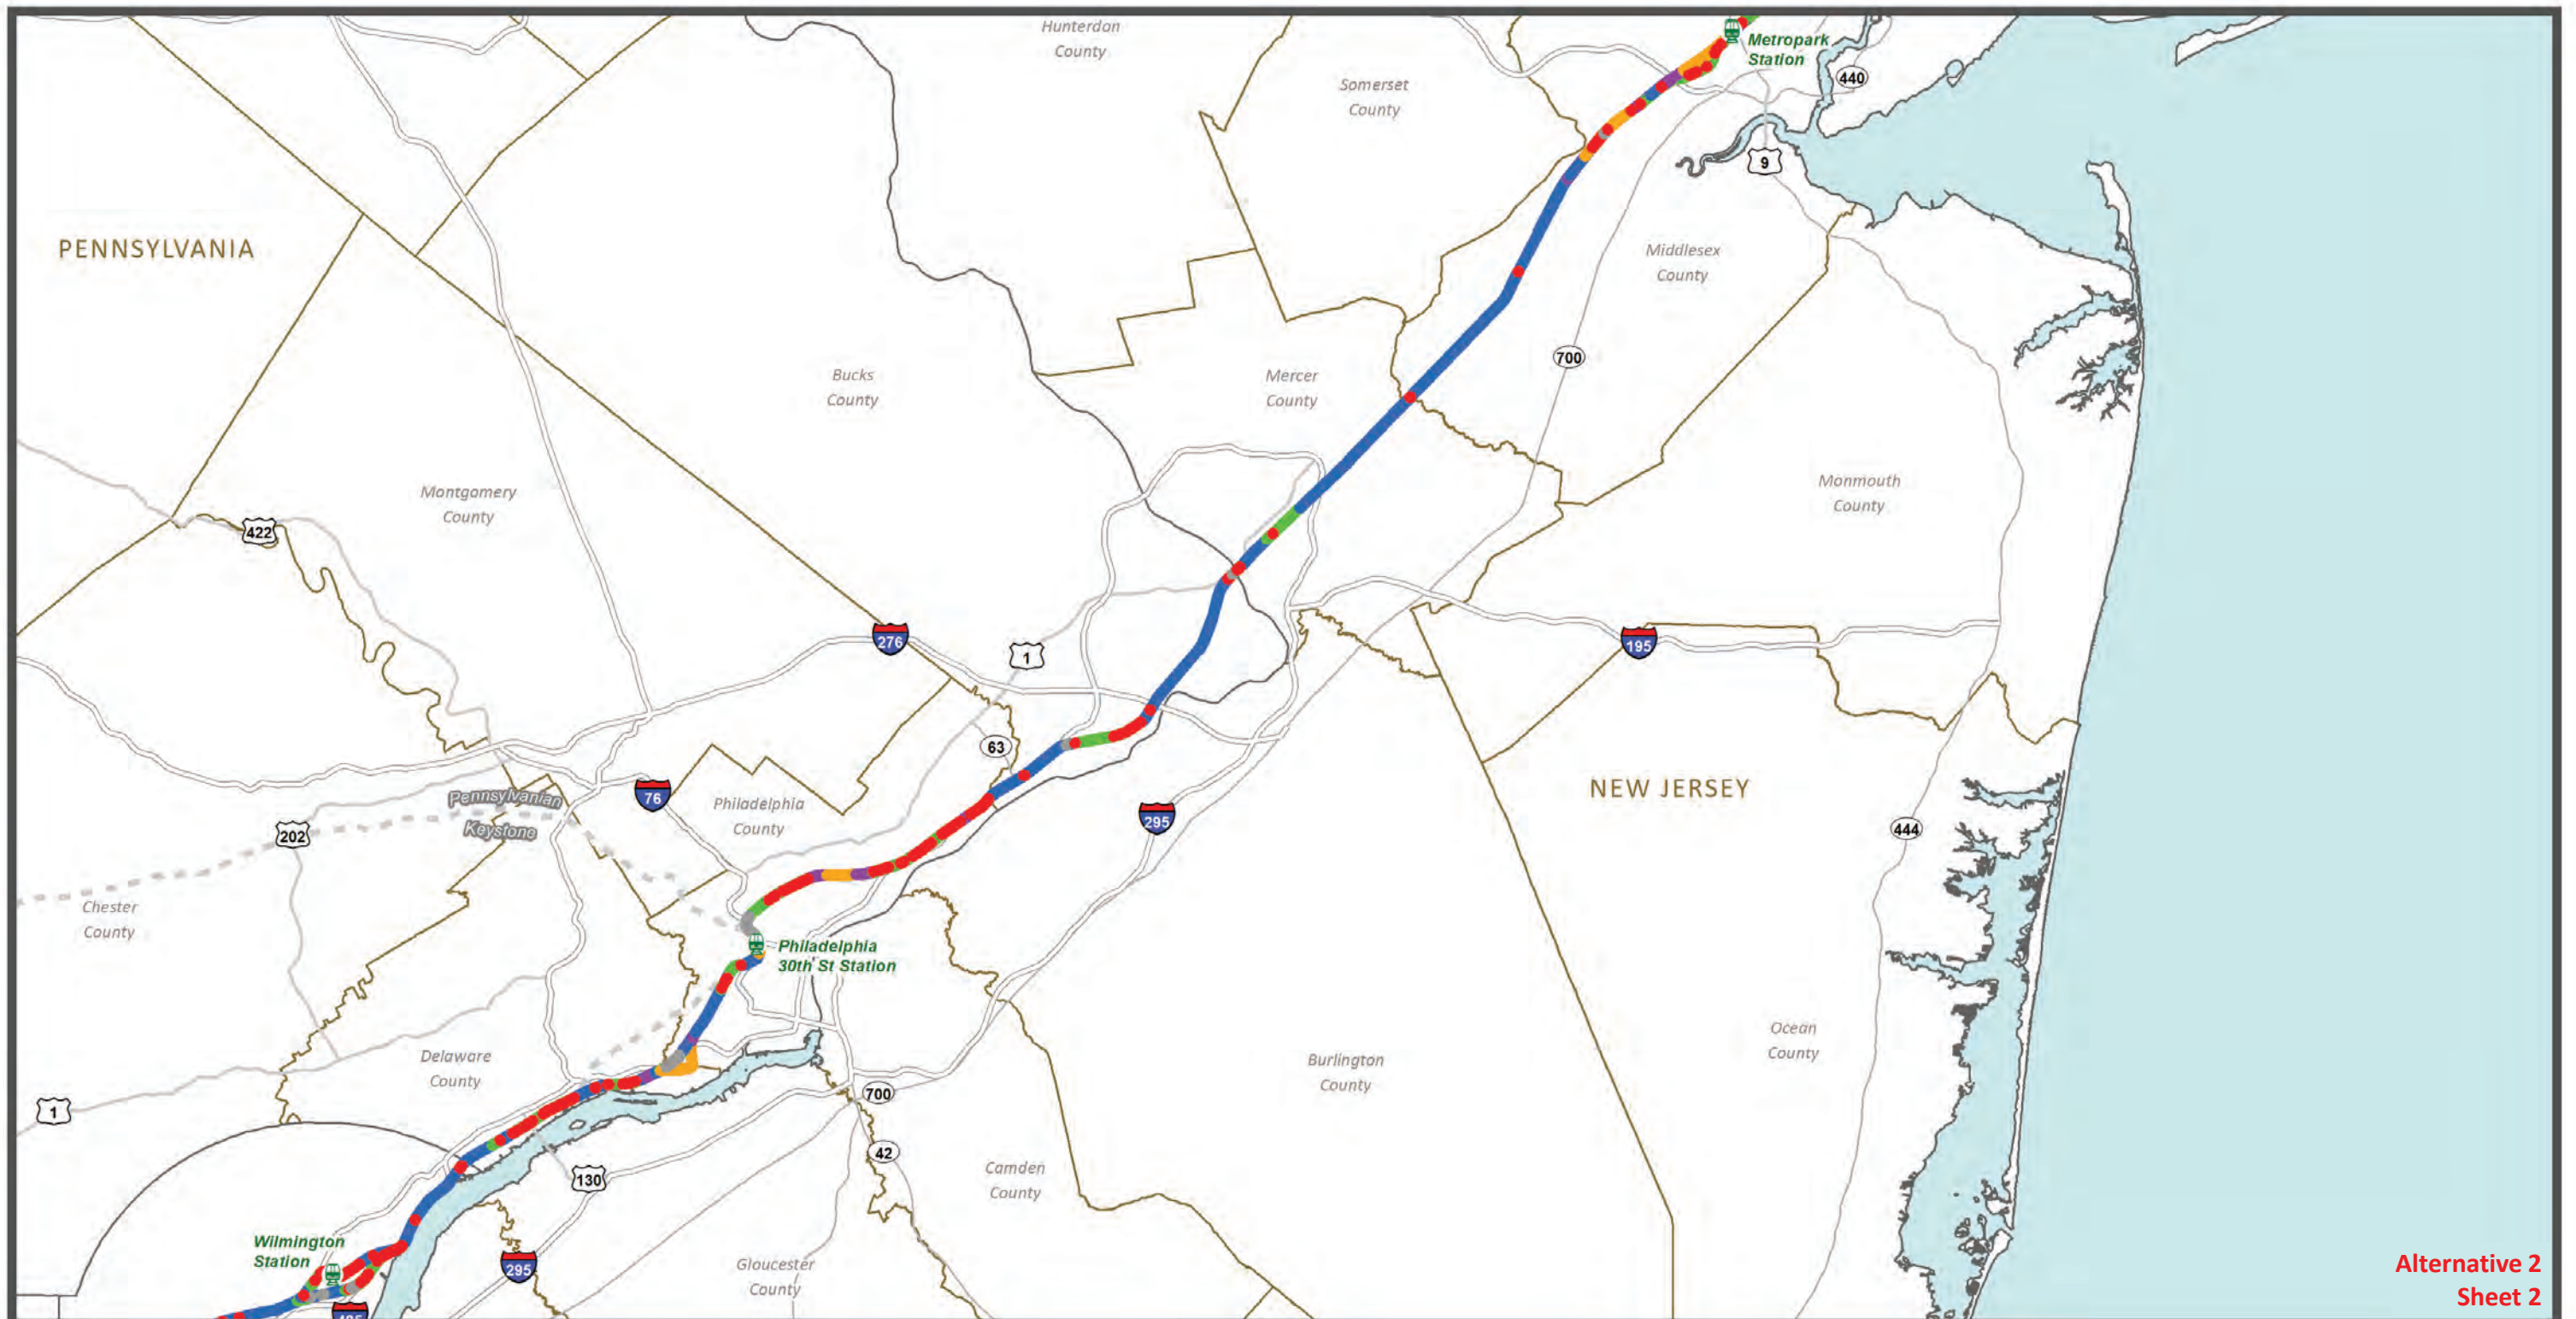 Hunterdon
County
Metropark
Station
440
Somerset
County
9
PENNSYLVANIA
Middlesex
County
700
Bucks
County
Mercer
County
Montgomery
County
Monmouth
County
422
276
1
195
63
Pennsylvanian
Keystone
76
Philadelphia
County
NEW JERSEY
202
295
444
Chester
County
Philadelphia
30th St Station
Delaware
County
Burlington
County
Ocean
County
1
700
42
130
Camden
County
Wilmington
Station
295
Gloucester
County
Alternative 2
Sheet 2